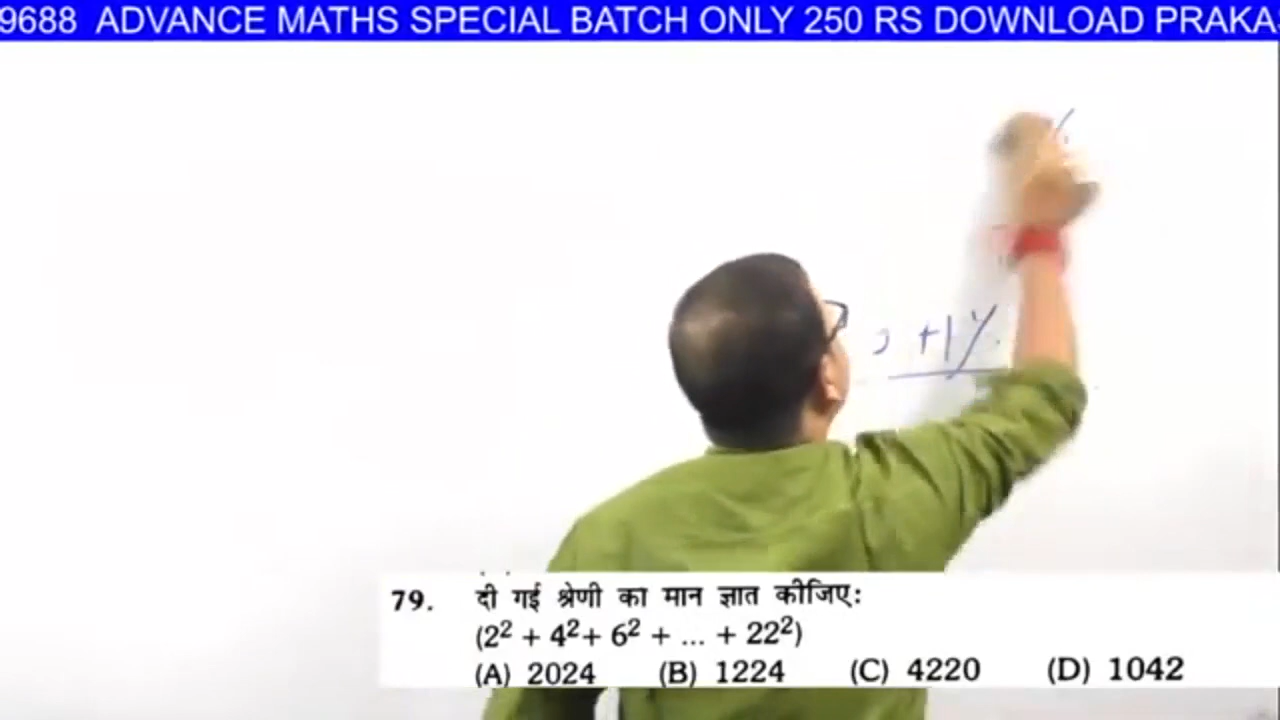 9688 ADVANCE MATHS SPECIAL BATCH ONLY 250 RS DOWNLOAD PRAKA
+1%
79. दी गई श्रेणी का मान ज्ञात कीजिए:
(2² + 4² + 6² + ... + 22²)
(A) 2024 (B) 1224 (C) 4220 (D) 1042